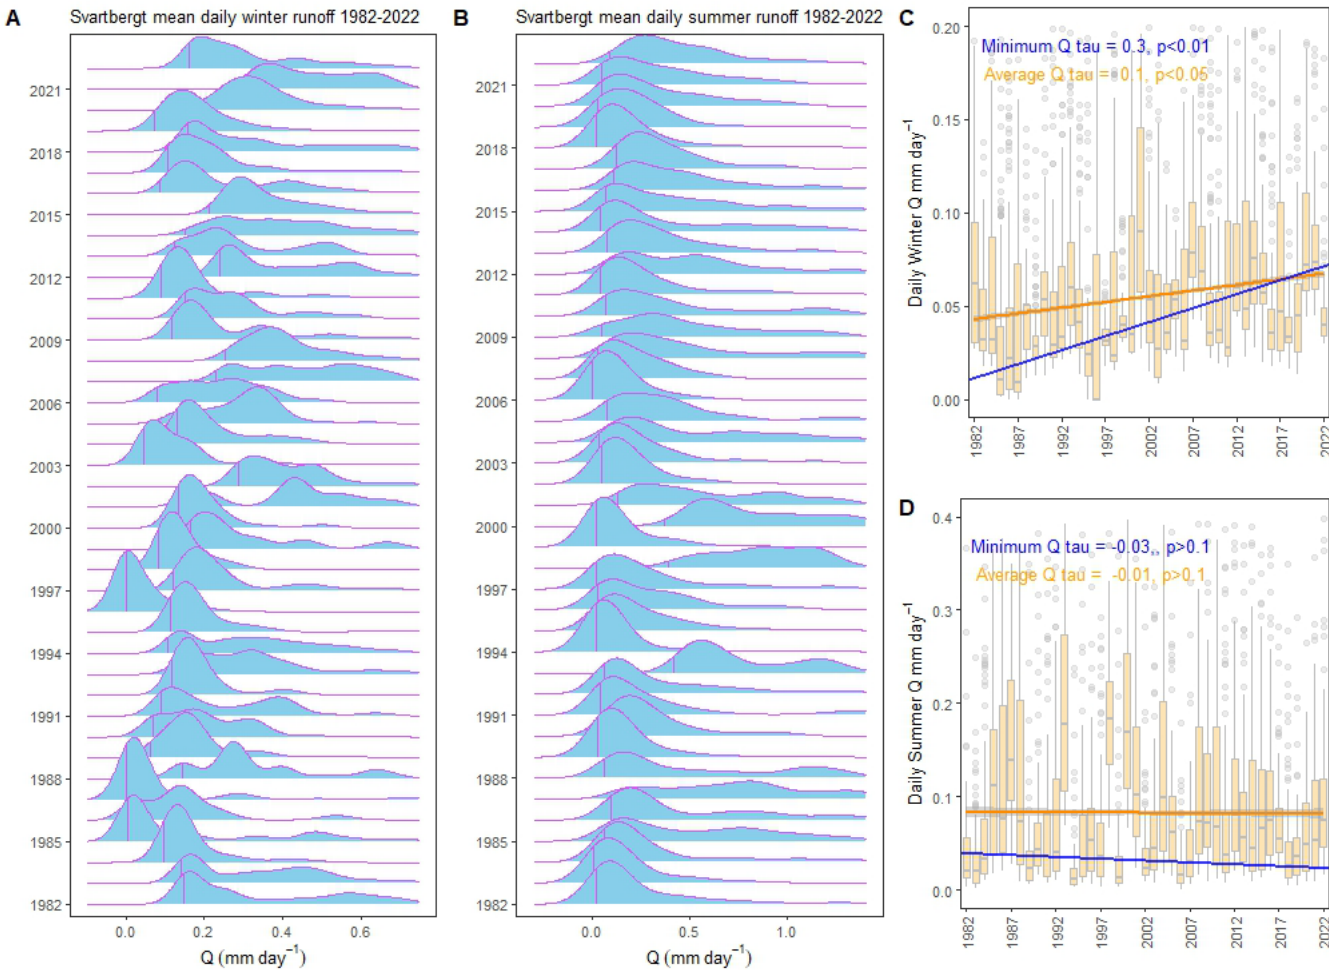 A
Svartbergt mean daily winter runoff 1982-2022
2021
2018
2015
2012
2009
2006
2003
2000
1997
1994
1991
1988
1985
1982
0.0 0.2 0.4 0.6
Q (mm day⁻¹)
B
Svartbergt mean daily summer runoff 1982-2022
2021
2018
2015
2012
2009
2006
2003
2000
1997
1994
1991
1988
1985
1982
0.0 0.5 1.0
Q (mm day⁻¹)
C
Minimum Q tau = 0.3, p<0.01
Average Q tau = 0.1, p<0.05
Daily Winter Q mm day⁻¹
0.20
0.15
0.10
0.05
0.00
1982 1987 1992 1997 2002 2007 2012 2017 2022
D
Minimum Q tau = -0.03,, p>0.1
Average Q tau = -0.01, p>0.1
Daily Summer Q mm day⁻¹
0.4
0.3
0.2
0.1
0.0
1982 1987 1992 1997 2002 2007 2012 2017 2022